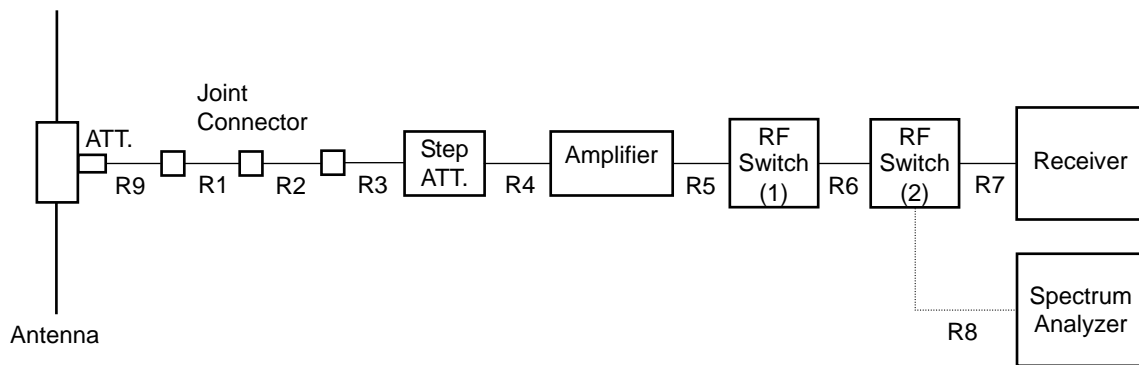 Joint
Connector
ATT.
R9
R1
R2
R3
Step
ATT.
R4
Amplifier
R5
RF
Switch
(1)
R6
RF
Switch
(2)
R7
Receiver
Spectrum
Analyzer
R8
Antenna